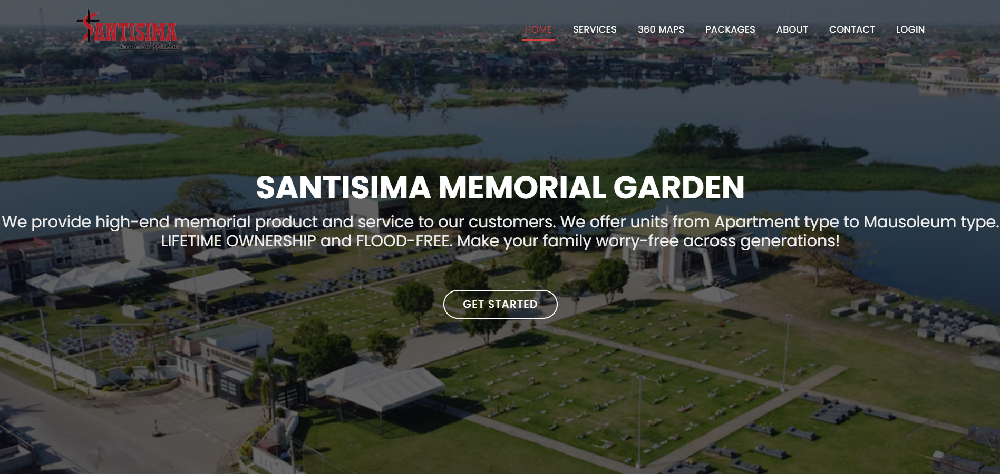 SANTISIMA
Memorial Garden
HOME SERVICES 360 MAPS PACKAGES ABOUT CONTACT LOGIN
SANTISIMA MEMORIAL GARDEN
We provide high-end memorial product and service to our customers. We offer units from Apartment type to Mausoleum type.
LIFETIME OWNERSHIP and FLOOD-FREE. Make your family worry-free across generations!
GET STARTED